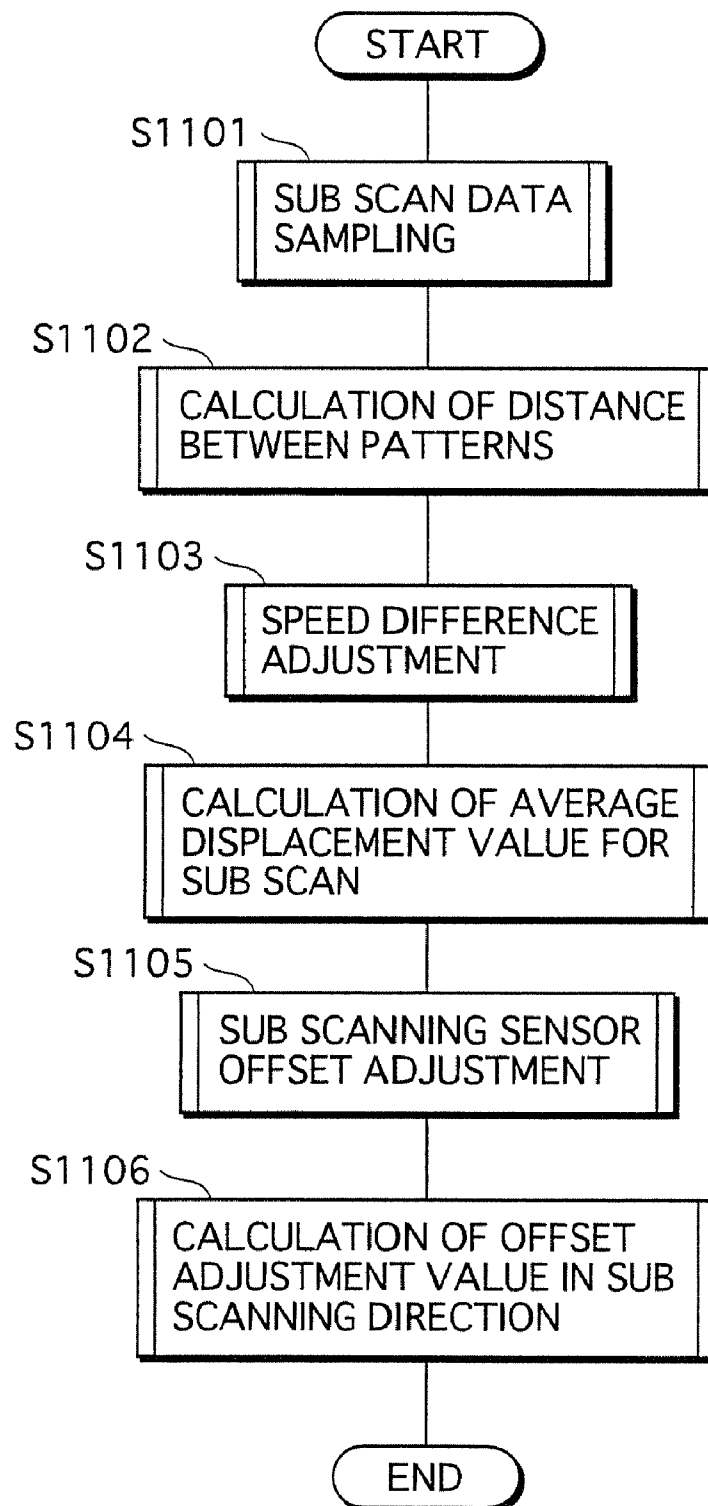 START
S1101
SUB SCAN DATA
SAMPLING
S1102
CALCULATION OF DISTANCE
BETWEEN PATTERNS
S1103
SPEED DIFFERENCE
ADJUSTMENT
S1104
CALCULATION OF AVERAGE
DISPLACEMENT VALUE FOR
SUB SCAN
S1105
SUB SCANNING SENSOR
OFFSET ADJUSTMENT
S1106
CALCULATION OF OFFSET
ADJUSTMENT VALUE IN SUB
SCANNING DIRECTION
END